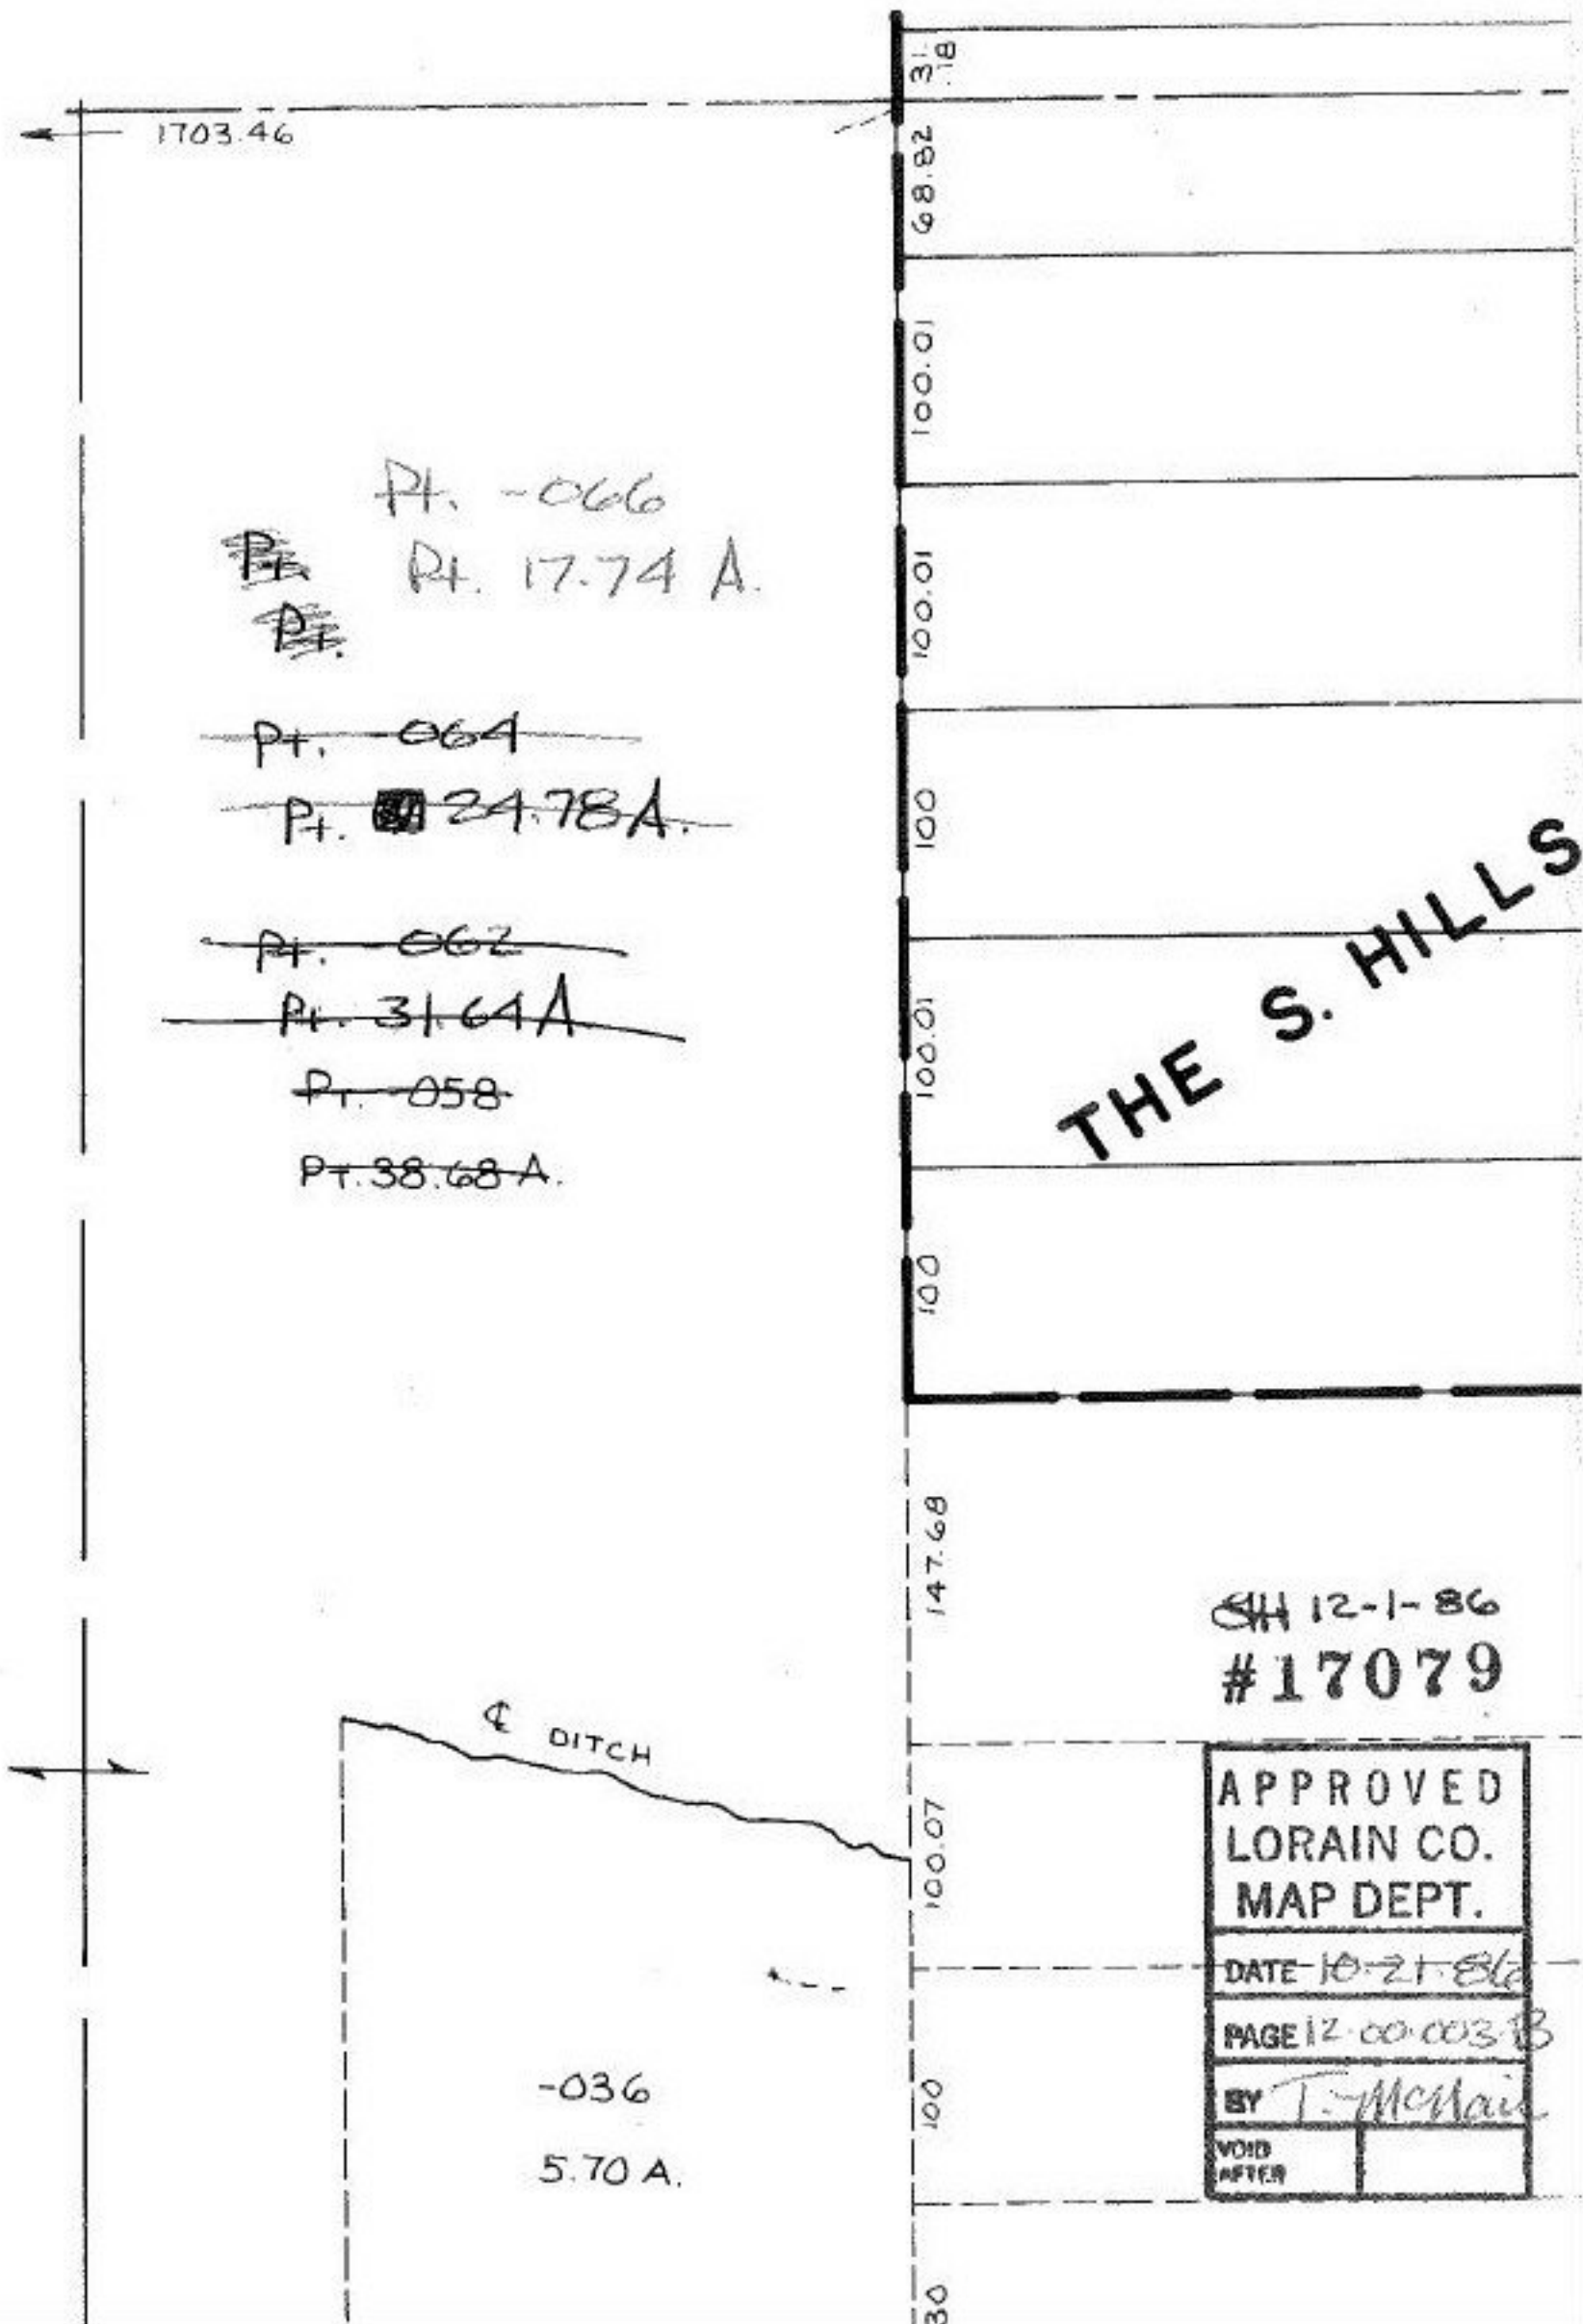 31.18
1703.46
68.82
100.01
Pt. -066
Pt.
Pt. 17.74 A.
Pt.
100.01
Pt. -064
Pt. 24.78 A.
100
THE S. HILLS
Pt. -062
Pt. 31.64 A
100.01
PT. -058
PT. 38.68 A.
100
147.68
12-1-86
#17079
℄ DITCH
100.07
APPROVED
LORAIN CO.
MAP DEPT.
DATE 10-21-86
PAGE 12-00-003-B
BY T. McNair
VOID
AFTER
-036
5.70 A.
100
30